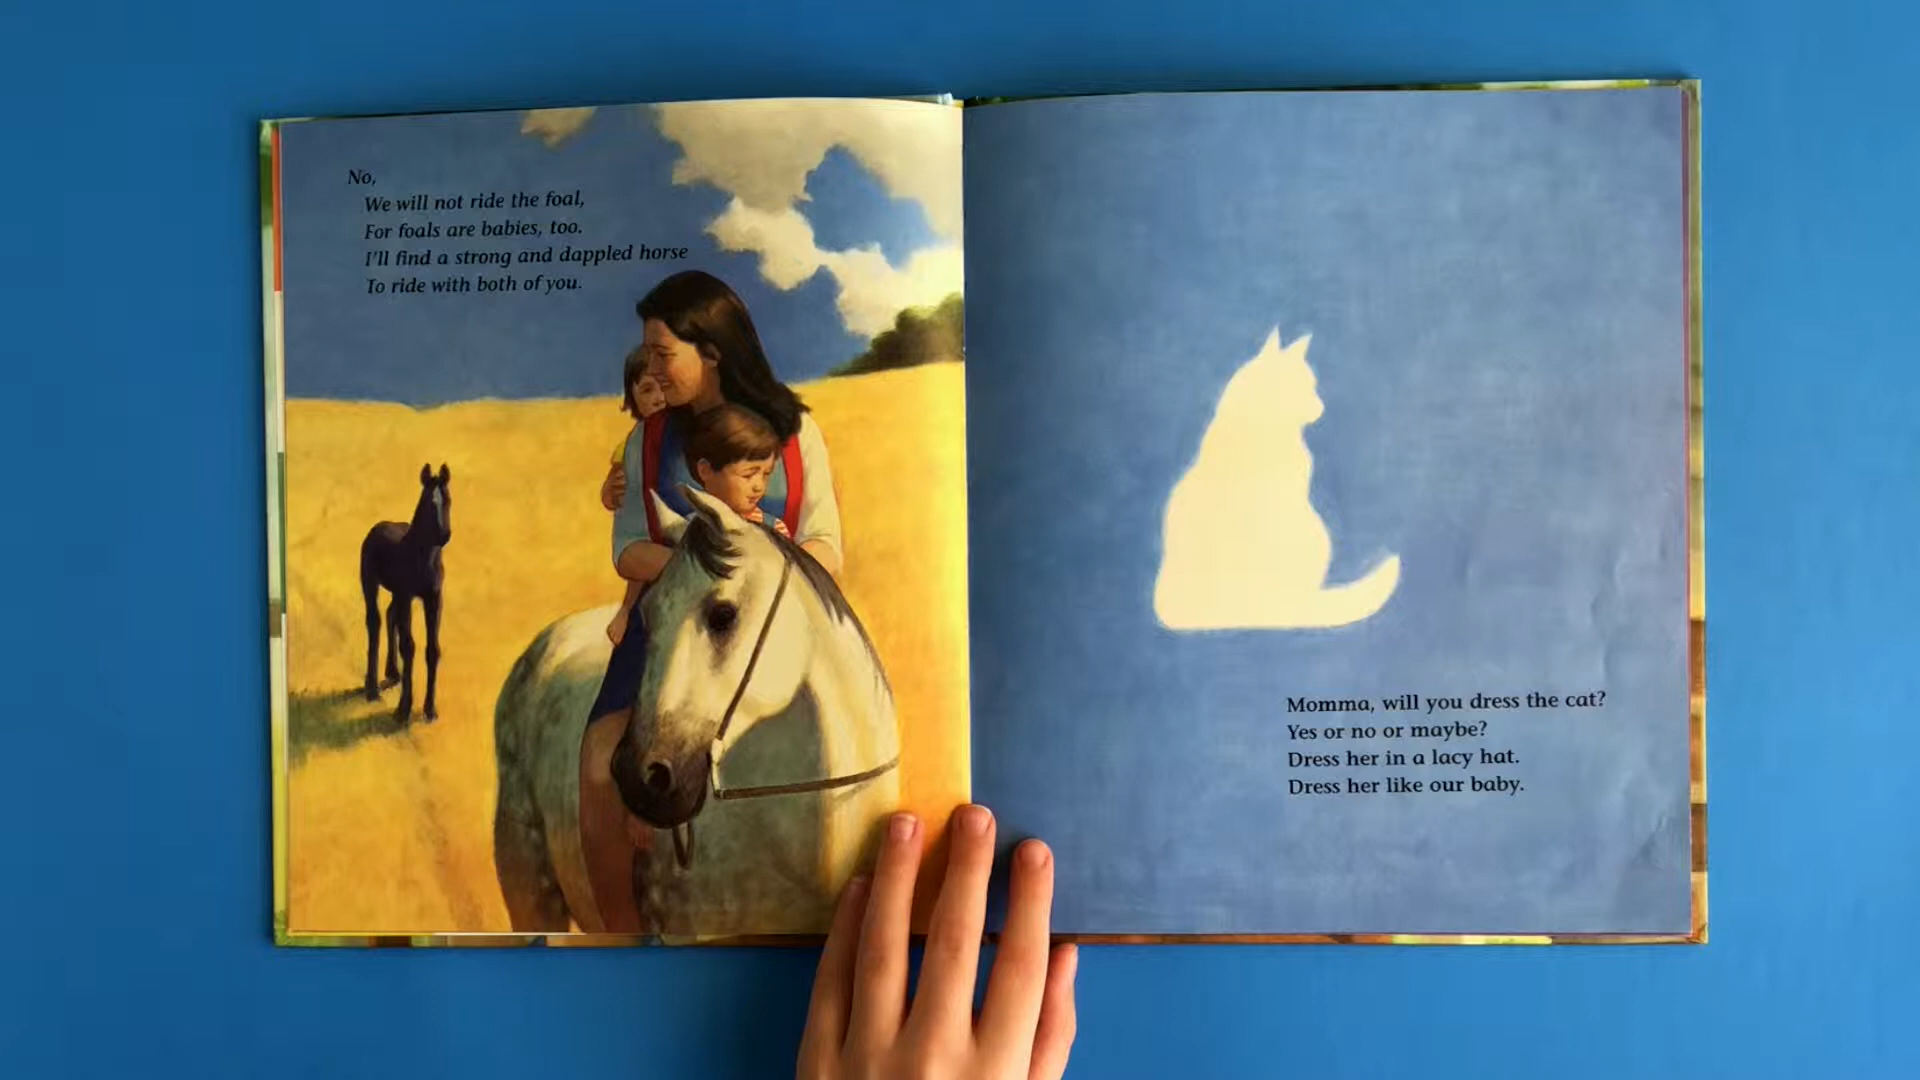 No,
We will not ride the foal,
For foals are babies, too.
I'll find a strong and dappled horse
To ride with both of you.
Momma, will you dress the cat?
Yes or no or maybe?
Dress her in a lacy hat.
Dress her like our baby.